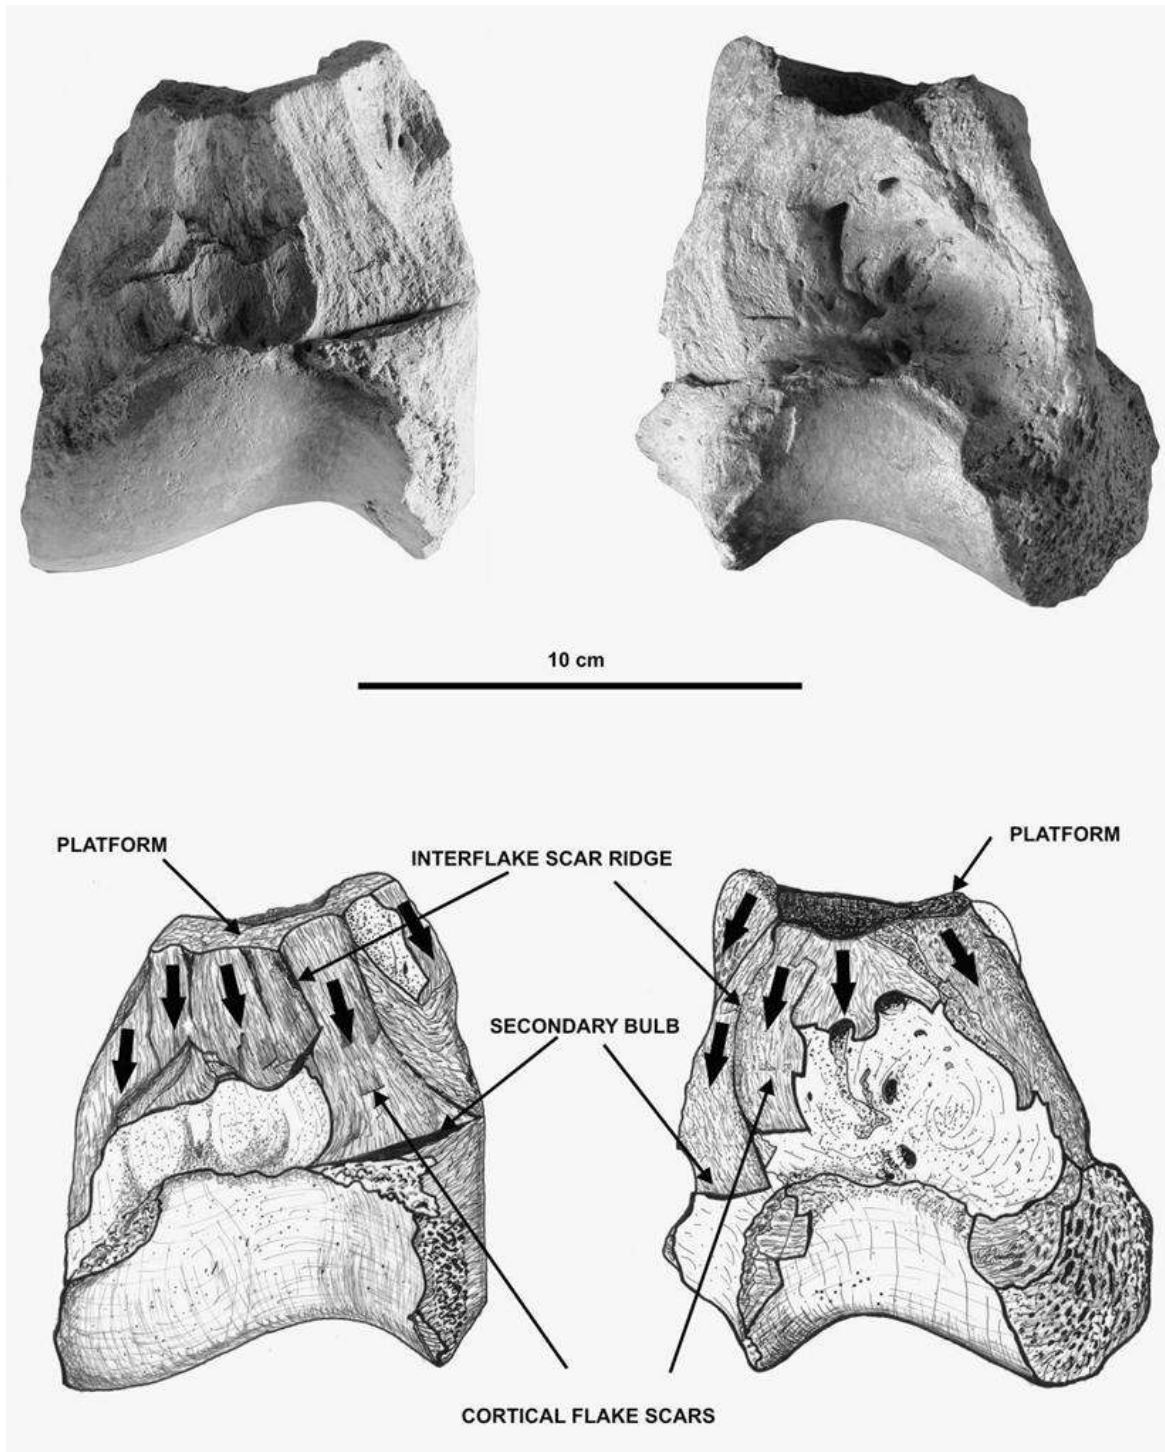 10 cm
PLATFORM
PLATFORM
INTERFLAKE SCAR RIDGE
SECONDARY BULB
CORTICAL FLAKE SCARS